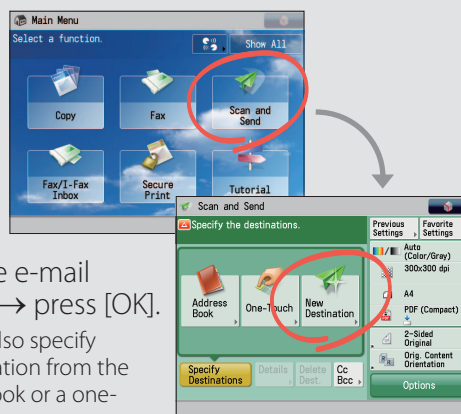 Main Menu
Select a function.
Show All
Copy
Fax
Scan and
Send
Fax/I-Fax
Inbox
Secure
Print
Tutorial
Scan and Send
Specify the destinations.
Previous
Settings
Favorite
Settings
Auto
(Color/Gray)
300x300 dpi
A4
PDF (Compact)
2-Sided
Original
Orig. Content
Orientation
Options
Address
Book
One-Touch
New
Destination
Specify
Destinations
Details
Delete
Dest.
Cc
Bcc
e e-mail
→ press [OK].
lso specify
ation from the
ook or a one-